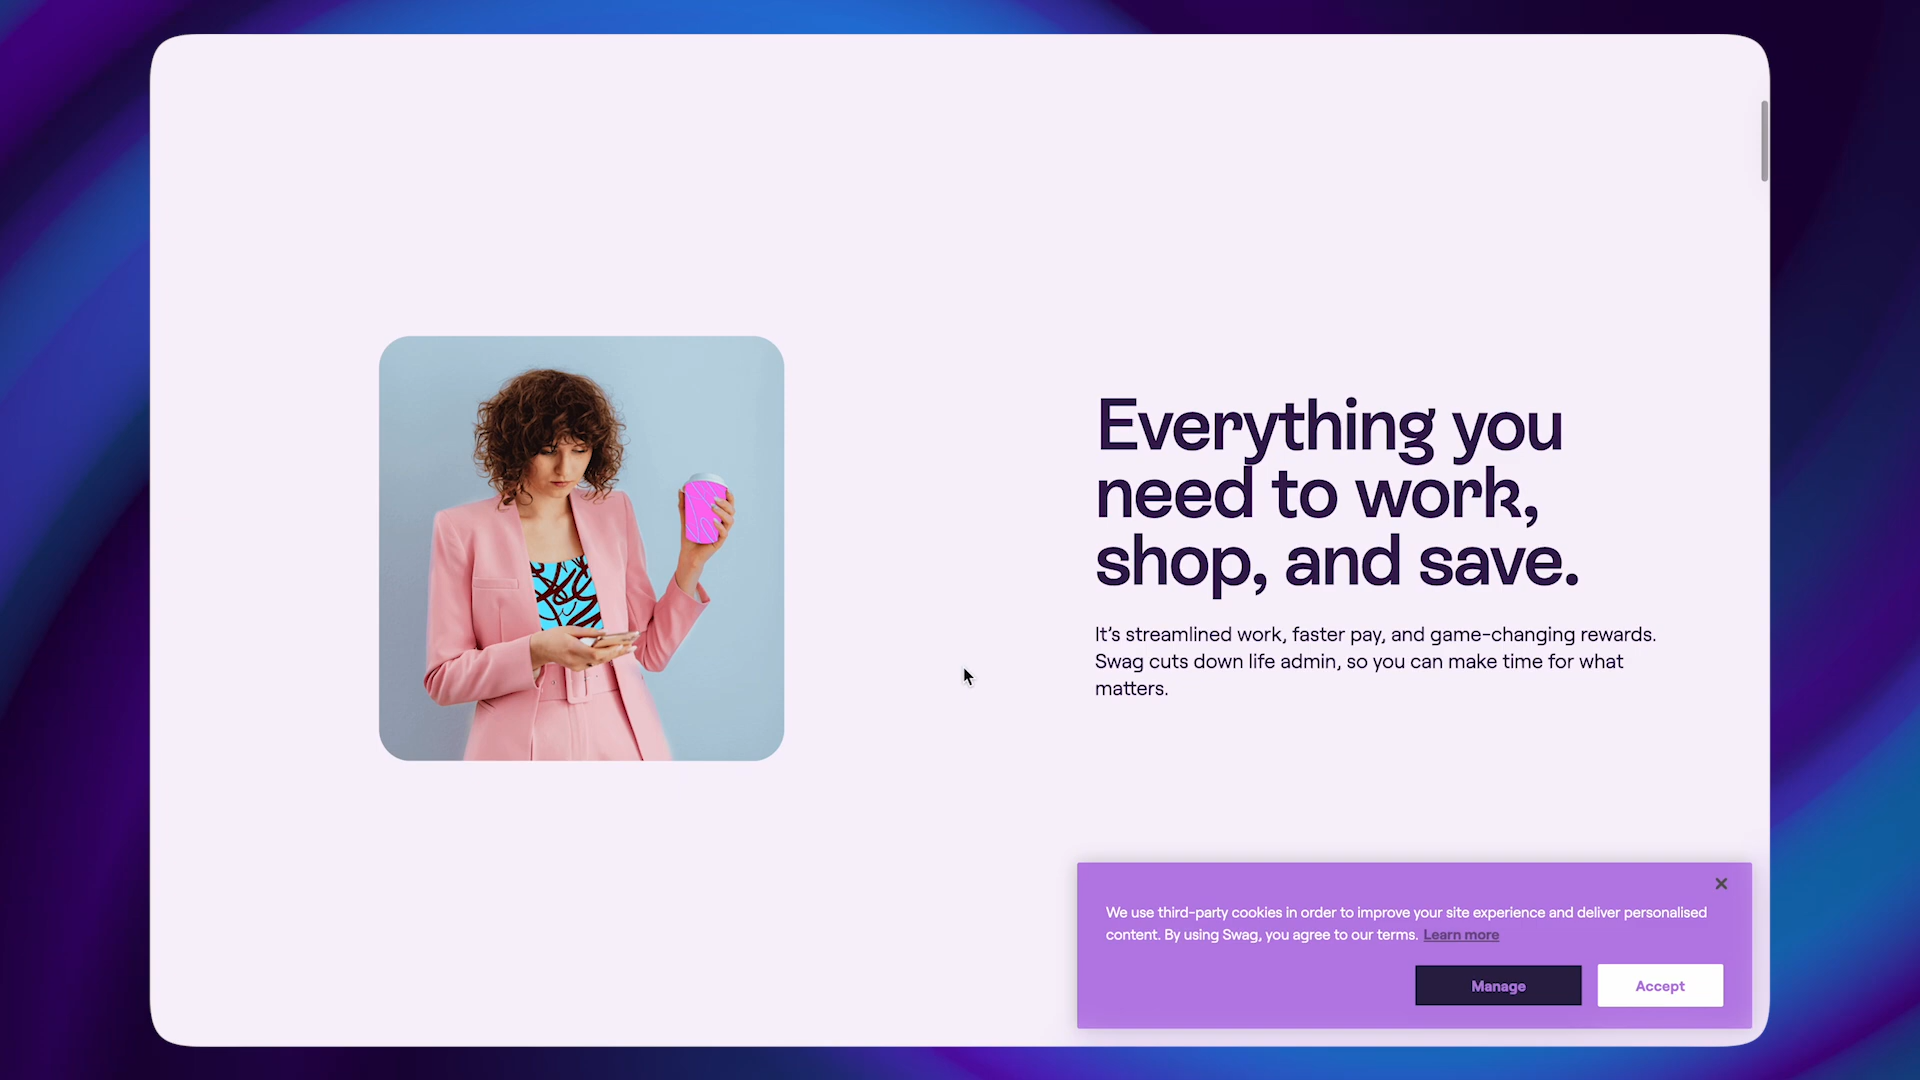 Everything you
need to work,
shop, and save.
It’s streamlined work, faster pay, and game-changing rewards.
Swag cuts down life admin, so you can make time for what
matters.
We use third-party cookies in order to improve your site experience and deliver personalised
content. By using Swag, you agree to our terms. Learn more
Manage
Accept